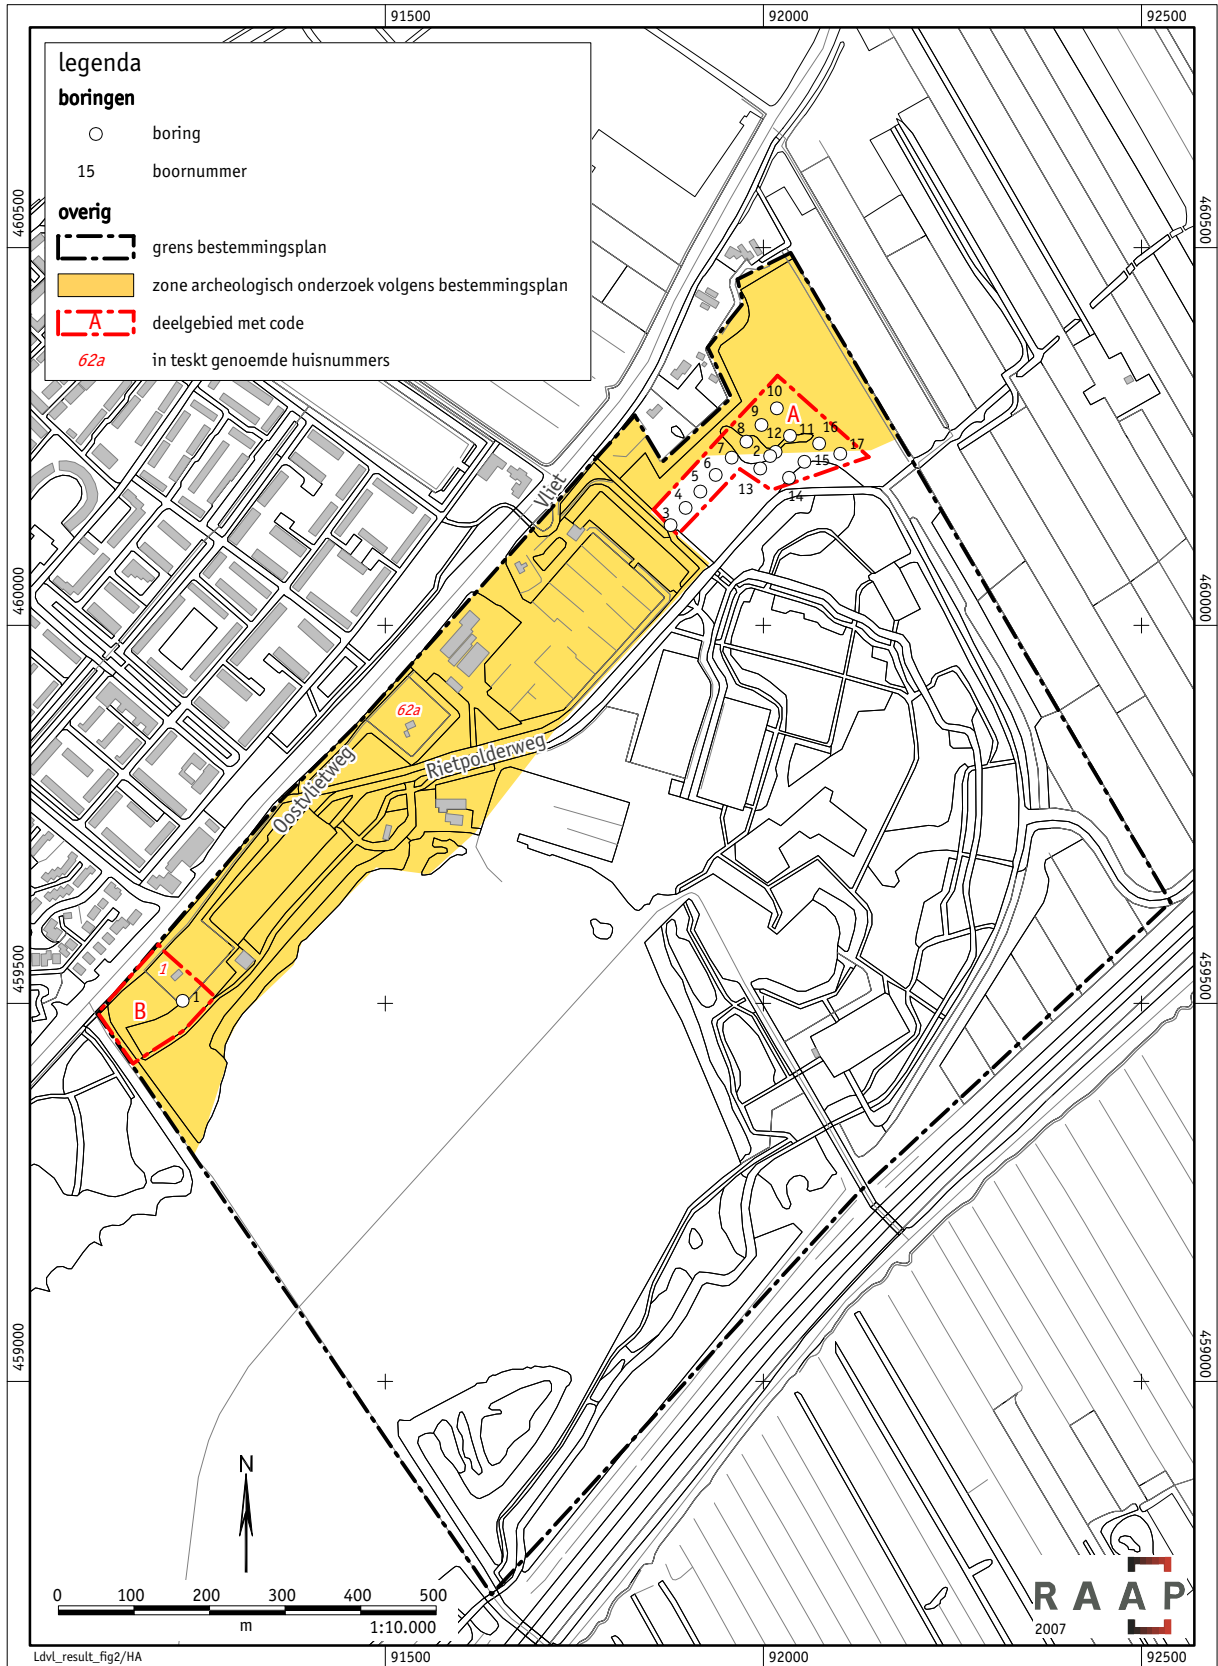 91500
92000
92500
legenda
boringen
boring
15
boornummer
overig
grens bestemmingsplan
zone archeologisch onderzoek volgens bestemmingsplan
A
deelgebied met code
62a
in teskt genoemde huisnummers
460500
460500
10
A
9
8
12
11
16
17
7
2
6
5
15
13
14
4
3
Vliet
460000
460000
62a
Rietpolderweg
Oostvlietweg
459500
459500
1
1
B
459000
459000
N
0
100
200
300
400
500
m
1:10.000
RAAP
2007
Ldvl_result_fig2/HA
91500
92000
92500